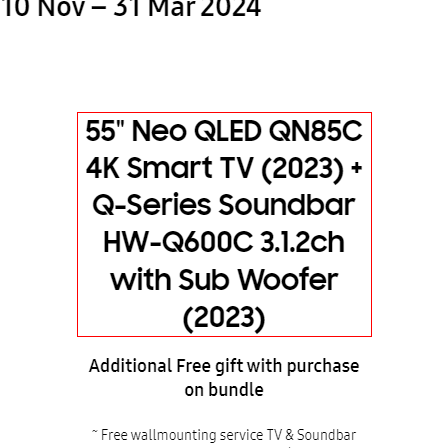 10 Nov – 31 Mar 2024
55" Neo QLED QN85C
4K Smart TV (2023) +
Q-Series Soundbar
HW-Q600C 3.1.2ch
with Sub Woofer
(2023)
Additional Free gift with purchase
on bundle
~ Free wallmounting service TV & Soundbar